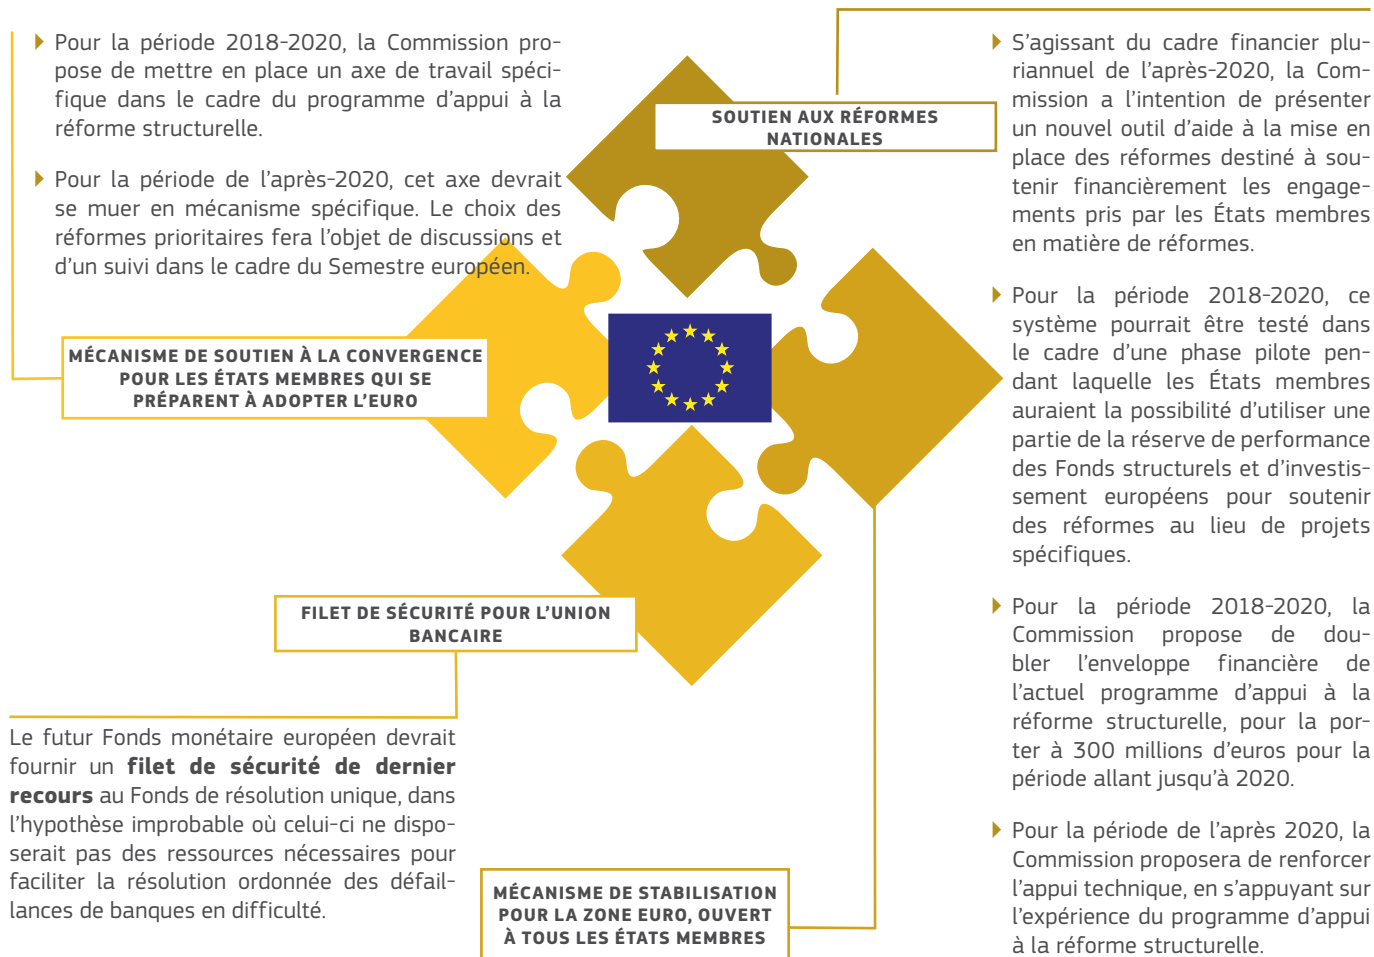 Pour la période 2018-2020, la Commission pro-
pose de mettre en place un axe de travail spéci-
fique dans le cadre du programme d'appui à la
réforme structurelle.
Pour la période de l'après-2020, cet axe devrait
se muer en mécanisme spécifique. Le choix des
réformes prioritaires fera l'objet de discussions et
d'un suivi dans le cadre du Semestre européen.
MÉCANISME DE SOUTIEN À LA CONVERGENCE
POUR LES ÉTATS MEMBRES QUI SE
PRÉPARENT À ADOPTER L'EURO
SOUTIEN AUX RÉFORMES
NATIONALES
S'agissant du cadre financier plu-
riannuel de l'après-2020, la Com-
mission a l'intention de présenter
un nouvel outil d'aide à la mise en
place des réformes destiné à sou-
tenir financièrement les engage-
ments pris par les États membres
en matière de réformes.
Pour la période 2018-2020, ce
système pourrait être testé dans
le cadre d'une phase pilote pen-
dant laquelle les États membres
auraient la possibilité d'utiliser une
partie de la réserve de performance
des Fonds structurels et d'investis-
sement européens pour soutenir
des réformes au lieu de projets
spécifiques.
Pour la période 2018-2020, la
Commission propose de dou-
bler l'enveloppe financière de
l'actuel programme d'appui à la
réforme structurelle, pour la por-
ter à 300 millions d'euros pour la
période allant jusqu'à 2020.
Pour la période de l'après 2020, la
Commission proposera de renforcer
l'appui technique, en s'appuyant sur
l'expérience du programme d'appui
à la réforme structurelle.
FILET DE SÉCURITÉ POUR L'UNION
BANCAIRE
Le futur Fonds monétaire européen devrait
fournir un filet de sécurité de dernier
recours au Fonds de résolution unique, dans
l'hypothèse improbable où celui-ci ne dispo-
serait pas des ressources nécessaires pour
faciliter la résolution ordonnée des défail-
lances de banques en difficulté.
MÉCANISME DE STABILISATION
POUR LA ZONE EURO, OUVERT
À TOUS LES ÉTATS MEMBRES